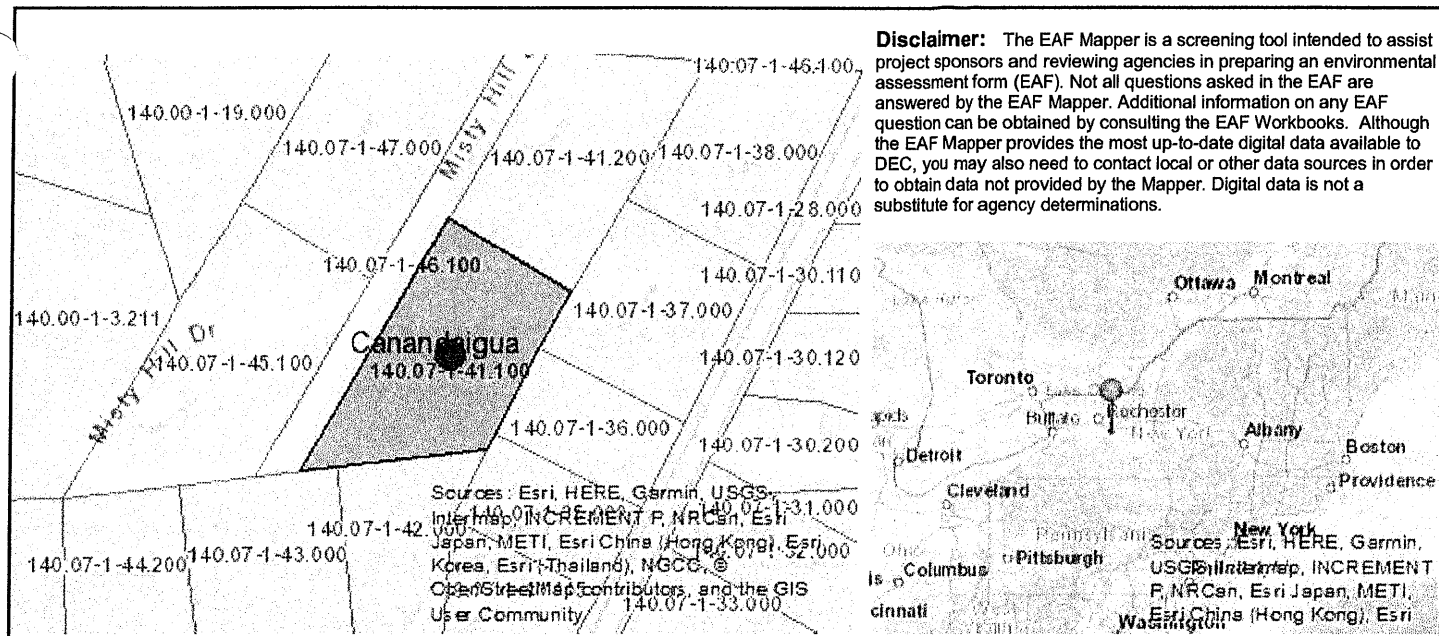 Disclaimer: The EAF Mapper is a screening tool intended to assist
project sponsors and reviewing agencies in preparing an environmental
assessment form (EAF). Not all questions asked in the EAF are
answered by the EAF Mapper. Additional information on any EAF
question can be obtained by consulting the EAF Workbooks. Although
the EAF Mapper provides the most up-to-date digital data available to
DEC, you may also need to contact local or other data sources in order
to obtain data not provided by the Mapper. Digital data is not a
substitute for agency determinations.
140.07-1-46.100
140.00-1-19.000
Misty Hill
140.07-1-47.000
140.07-1-41.200
140.07-1-38.000
140.07-1-28.000
140.07-1-46.100
140.07-1-30.110
140.00-1-3.211
140.07-1-37.000
Canandaigua
140.07-1-45.100
140.07-1-41.100
140.07-1-30.120
Misty Hill Dr
140.07-1-36.000
140.07-1-30.200
140.07-1-31.000
140.07-1-42.000
140.07-1-44.200
140.07-1-43.000
140.07-1-33.000
Sources: Esri, HERE, Garmin, USGS,
Intermap, INCREMENT P, NRCan, Esri
Japan, METI, Esri China (Hong Kong), Esri
Korea, Esri (Thailand), NGCC, ©
OpenStreetMap contributors, and the GIS
User Community
Ottawa
Montreal
Toronto
Buffalo
Rochester
New York
Albany
Detroit
Boston
Cleveland
Providence
New York
Pittsburgh
Columbus
cinnati
Washington
Sources: Esri, HERE, Garmin,
USGS, Intermap, INCREMENT
P, NRCan, Esri Japan, METI,
Esri China (Hong Kong), Esri